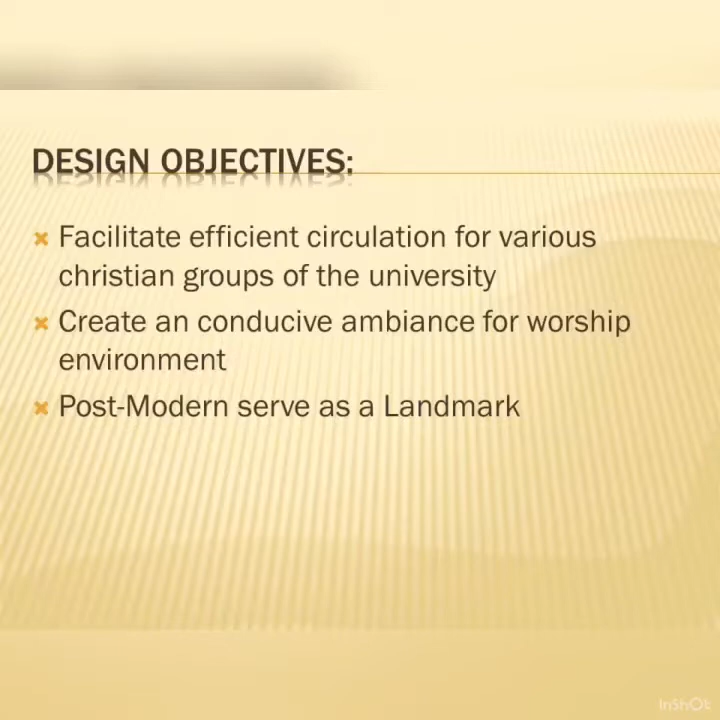 DESIGN OBJECTIVES:
Facilitate efficient circulation for various
christian groups of the university
Create an conducive ambiance for worship
environment
Post-Modern serve as a Landmark
InShOt